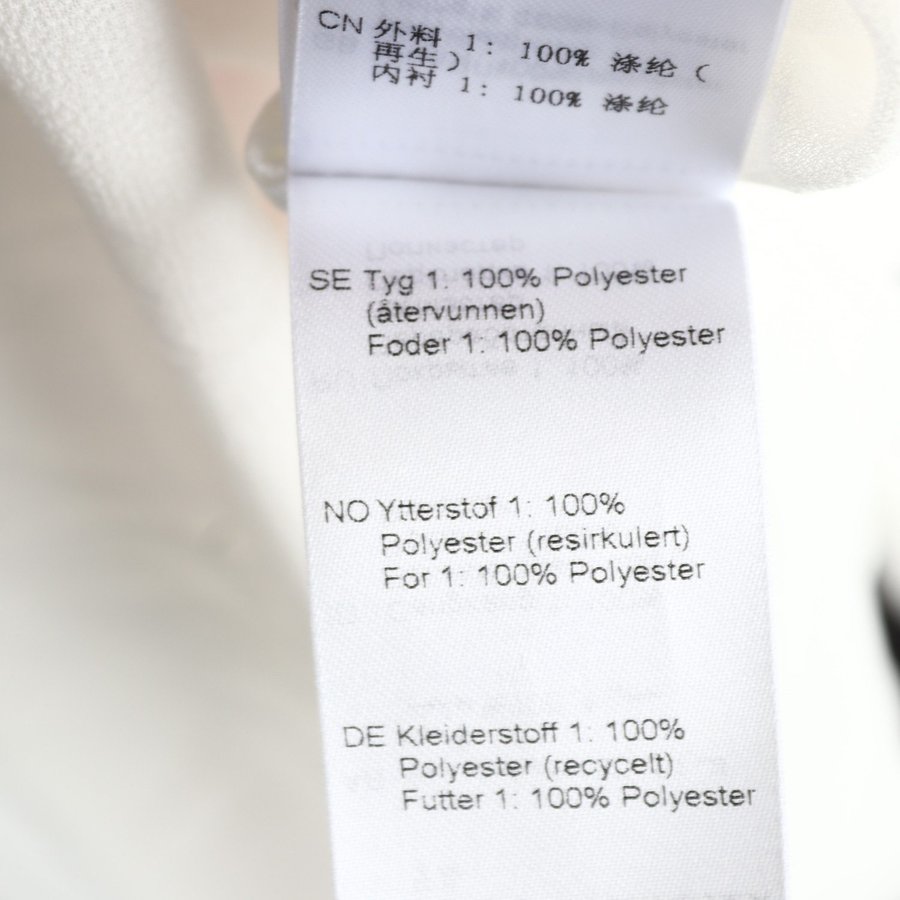 CN 外料 1: 100% 涤纶 (
再生)
内衬 1: 100% 涤纶
SE Tyg 1: 100% Polyester
(återvunnen)
Foder 1: 100% Polyester
NO Ytterstof 1: 100%
Polyester (resirkulert)
For 1: 100% Polyester
DE Kleiderstoff 1: 100%
Polyester (recycelt)
Futter 1: 100% Polyester